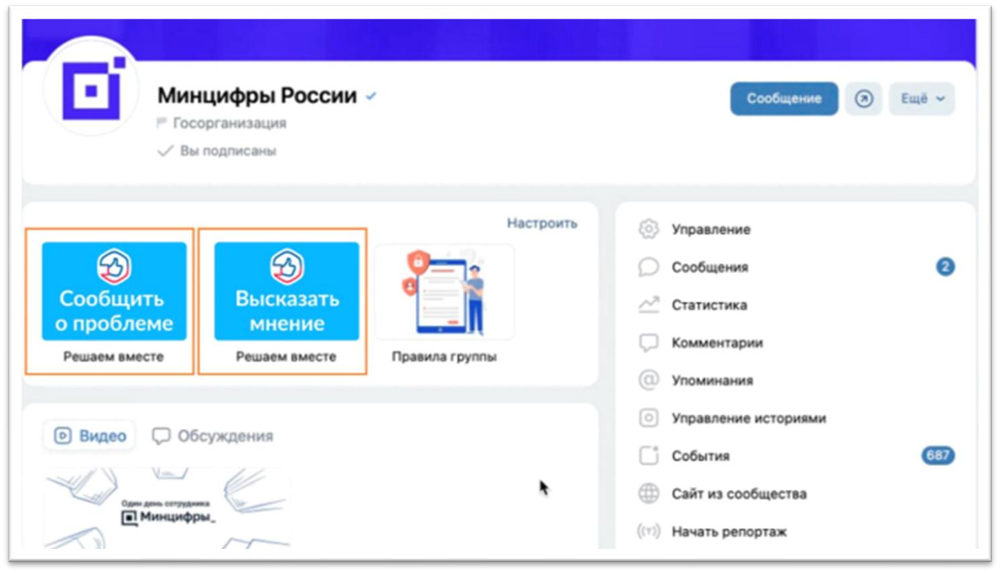 Минцифры России
Сообщение
Ещё
Госорганизация
Вы подписаны
Настроить
Сообщить
о проблеме
Решаем вместе
Высказать
мнение
Решаем вместе
Правила группы
Видео
Обсуждения
Один день сотрудника
Минцифры_
Управление
Сообщения
2
Статистика
Комментарии
Упоминания
Управление историями
События
687
Сайт из сообщества
Начать репортаж